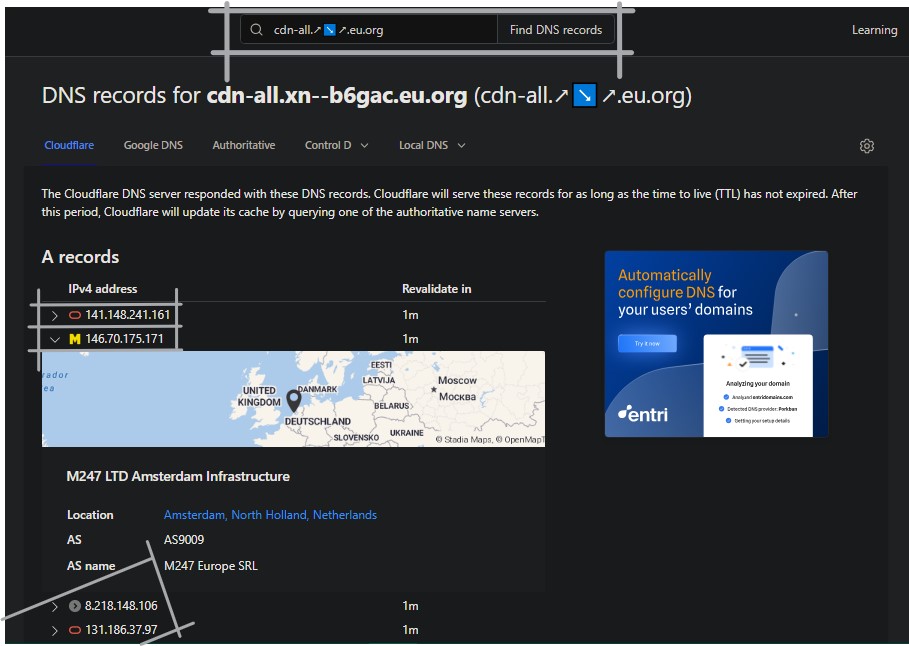 cdn-all.↗↘↗.eu.org
Find DNS records
Learning
DNS records for cdn-all.xn--b6gac.eu.org (cdn-all.↗↘↗.eu.org)
Cloudflare Google DNS Authoritative Control D Local DNS
The Cloudflare DNS server responded with these DNS records. Cloudflare will serve these records for as long as the time to live (TTL) has not expired. After
this period, Cloudflare will update its cache by querying one of the authoritative name servers.
A records
IPv4 address Revalidate in
141.148.241.161 1m
M 146.70.175.171 1m
rador
ea
EESTI
LATVIJA
Moscow
Москва
UNITED
KINGDOM
DANMARK
BELARUS
DEUTSCHLAND
UKRAINE
SLOVENSKO
© Stadia Maps, © OpenMapT
M247 LTD Amsterdam Infrastructure
Location Amsterdam, North Holland, Netherlands
AS AS9009
AS name M247 Europe SRL
8.218.148.106 1m
131.186.37.97 1m
Automatically
configure DNS for
your users' domains
Try it now
Analyzing your domain
Analyzed entridomains.com
Detected DNS provider: Porkbun
Getting your setup details
entri